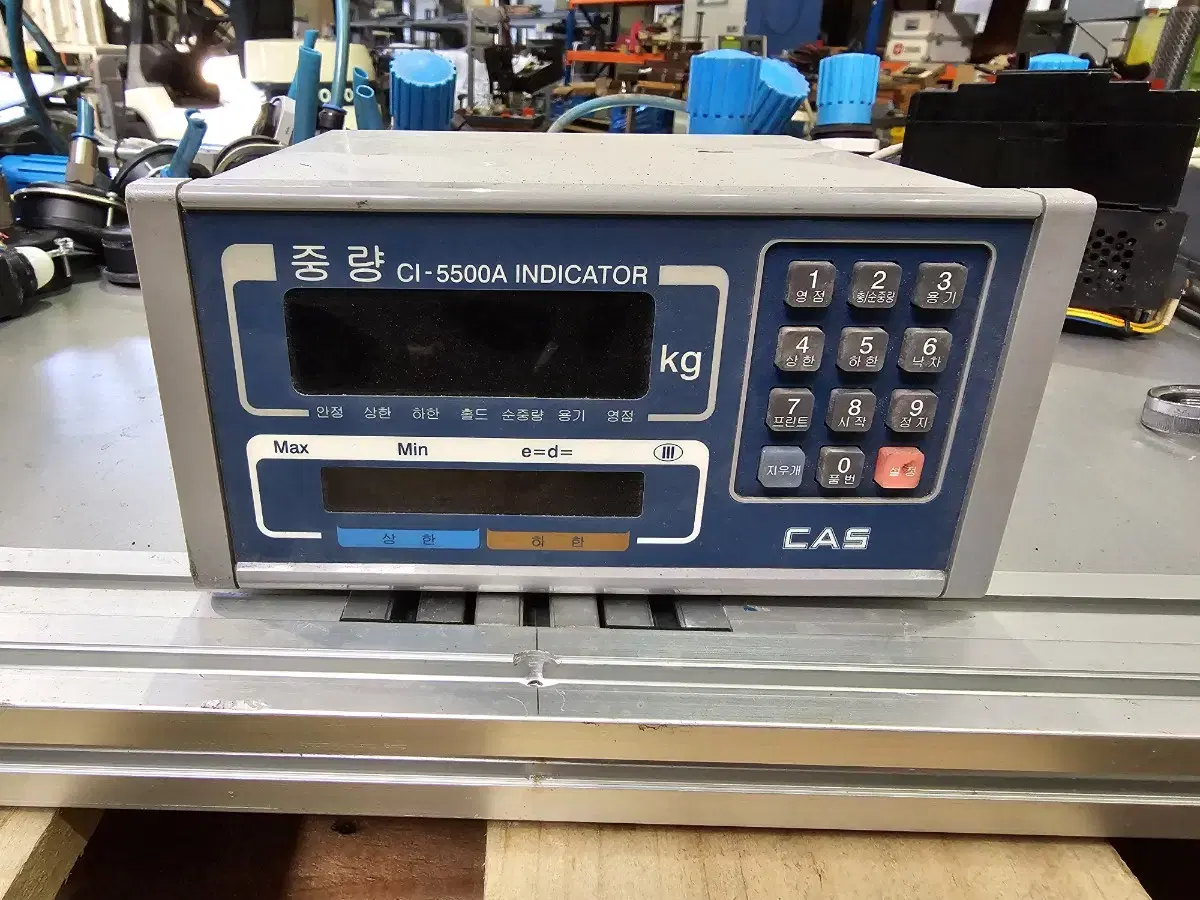 중량 CI-5500A INDICATOR
kg
안정 상한 하한 홀드 순중량 용기 영점
Max Min e=d= III
상한 하한
1 2 3
영점 총/순중량 용기
4 5 6
상한 하한 낙차
7 8 9
프린트 시작 정지
지우개 0 설정
품번
CAS